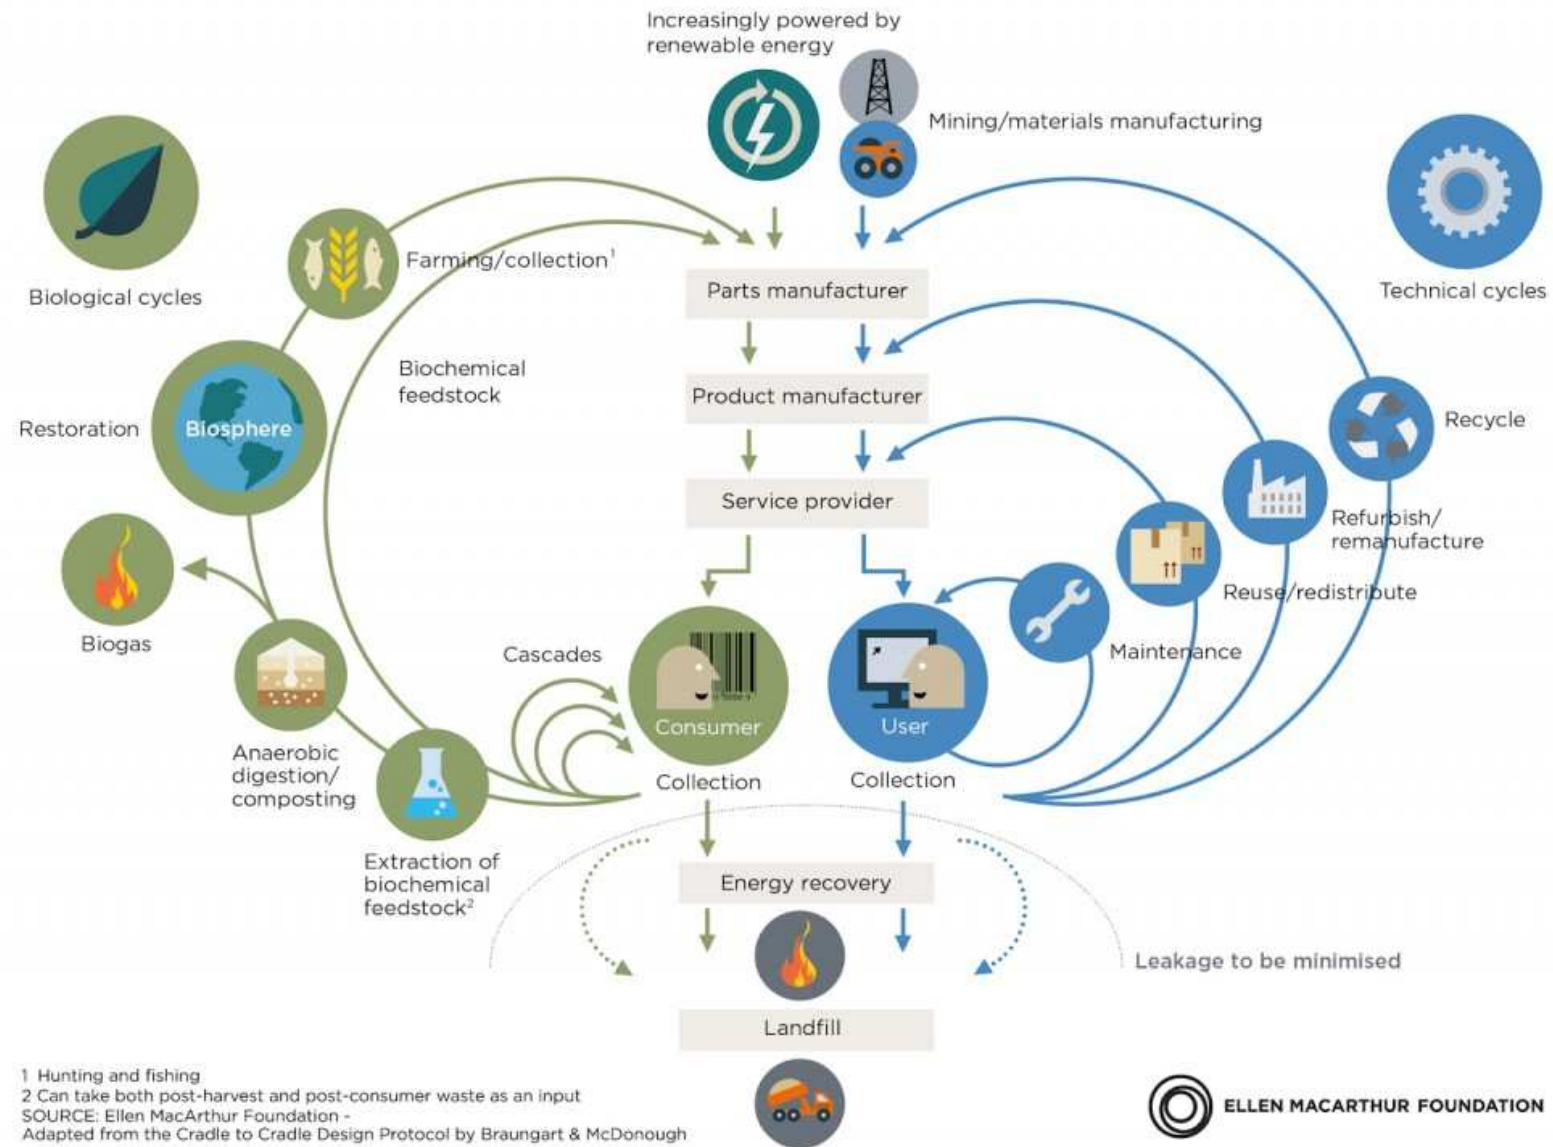 Increasingly powered by
renewable energy
Mining/materials manufacturing
Biological cycles
Technical cycles
Farming/collection¹
Parts manufacturer
Biochemical
feedstock
Product manufacturer
Restoration
Biosphere
Recycle
Service provider
Refurbish/
remanufacture
Reuse/redistribute
Biogas
Cascades
Maintenance
Consumer
User
Anaerobic
digestion/
composting
Collection
Collection
Extraction of
biochemical
feedstock²
Energy recovery
Leakage to be minimised
Landfill
1 Hunting and fishing
2 Can take both post-harvest and post-consumer waste as an input
SOURCE: Ellen MacArthur Foundation -
Adapted from the Cradle to Cradle Design Protocol by Braungart & McDonough
ELLEN MACARTHUR FOUNDATION